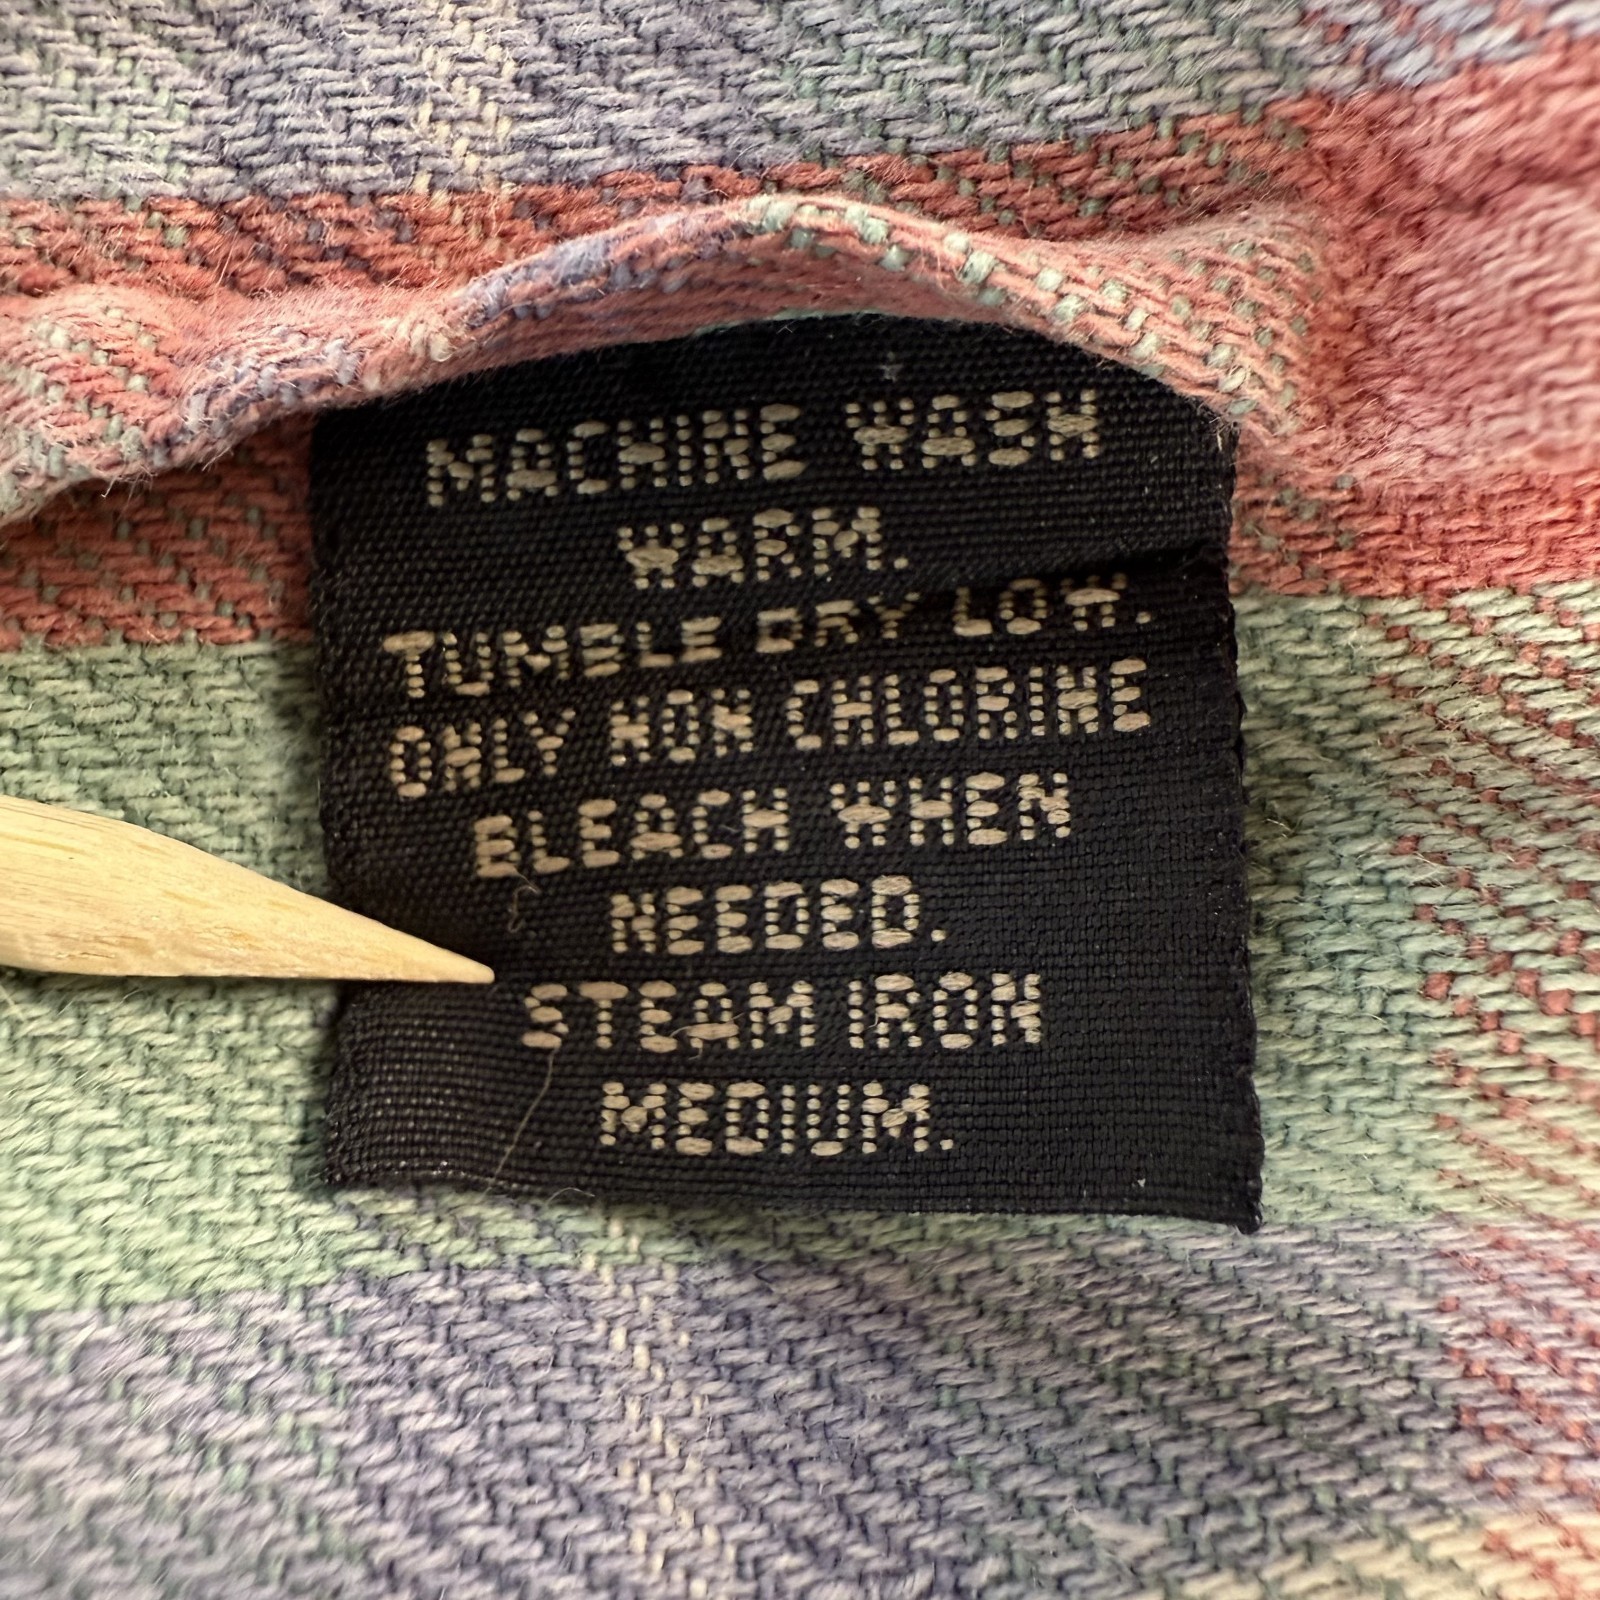 MACHINE WASH
WARM.
TUMBLE DRY LOW.
ONLY NON CHLORINE
BLEACH WHEN
NEEDED.
STEAM IRON
MEDIUM.